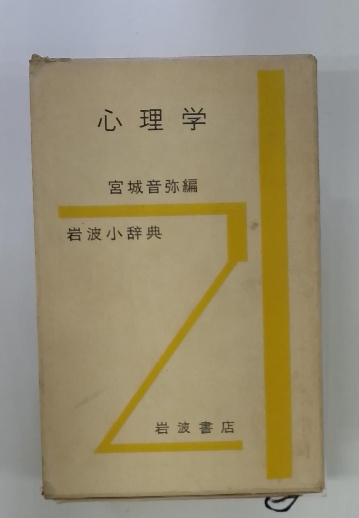 心理学
宮城音弥編
岩波小辞典
岩波書店